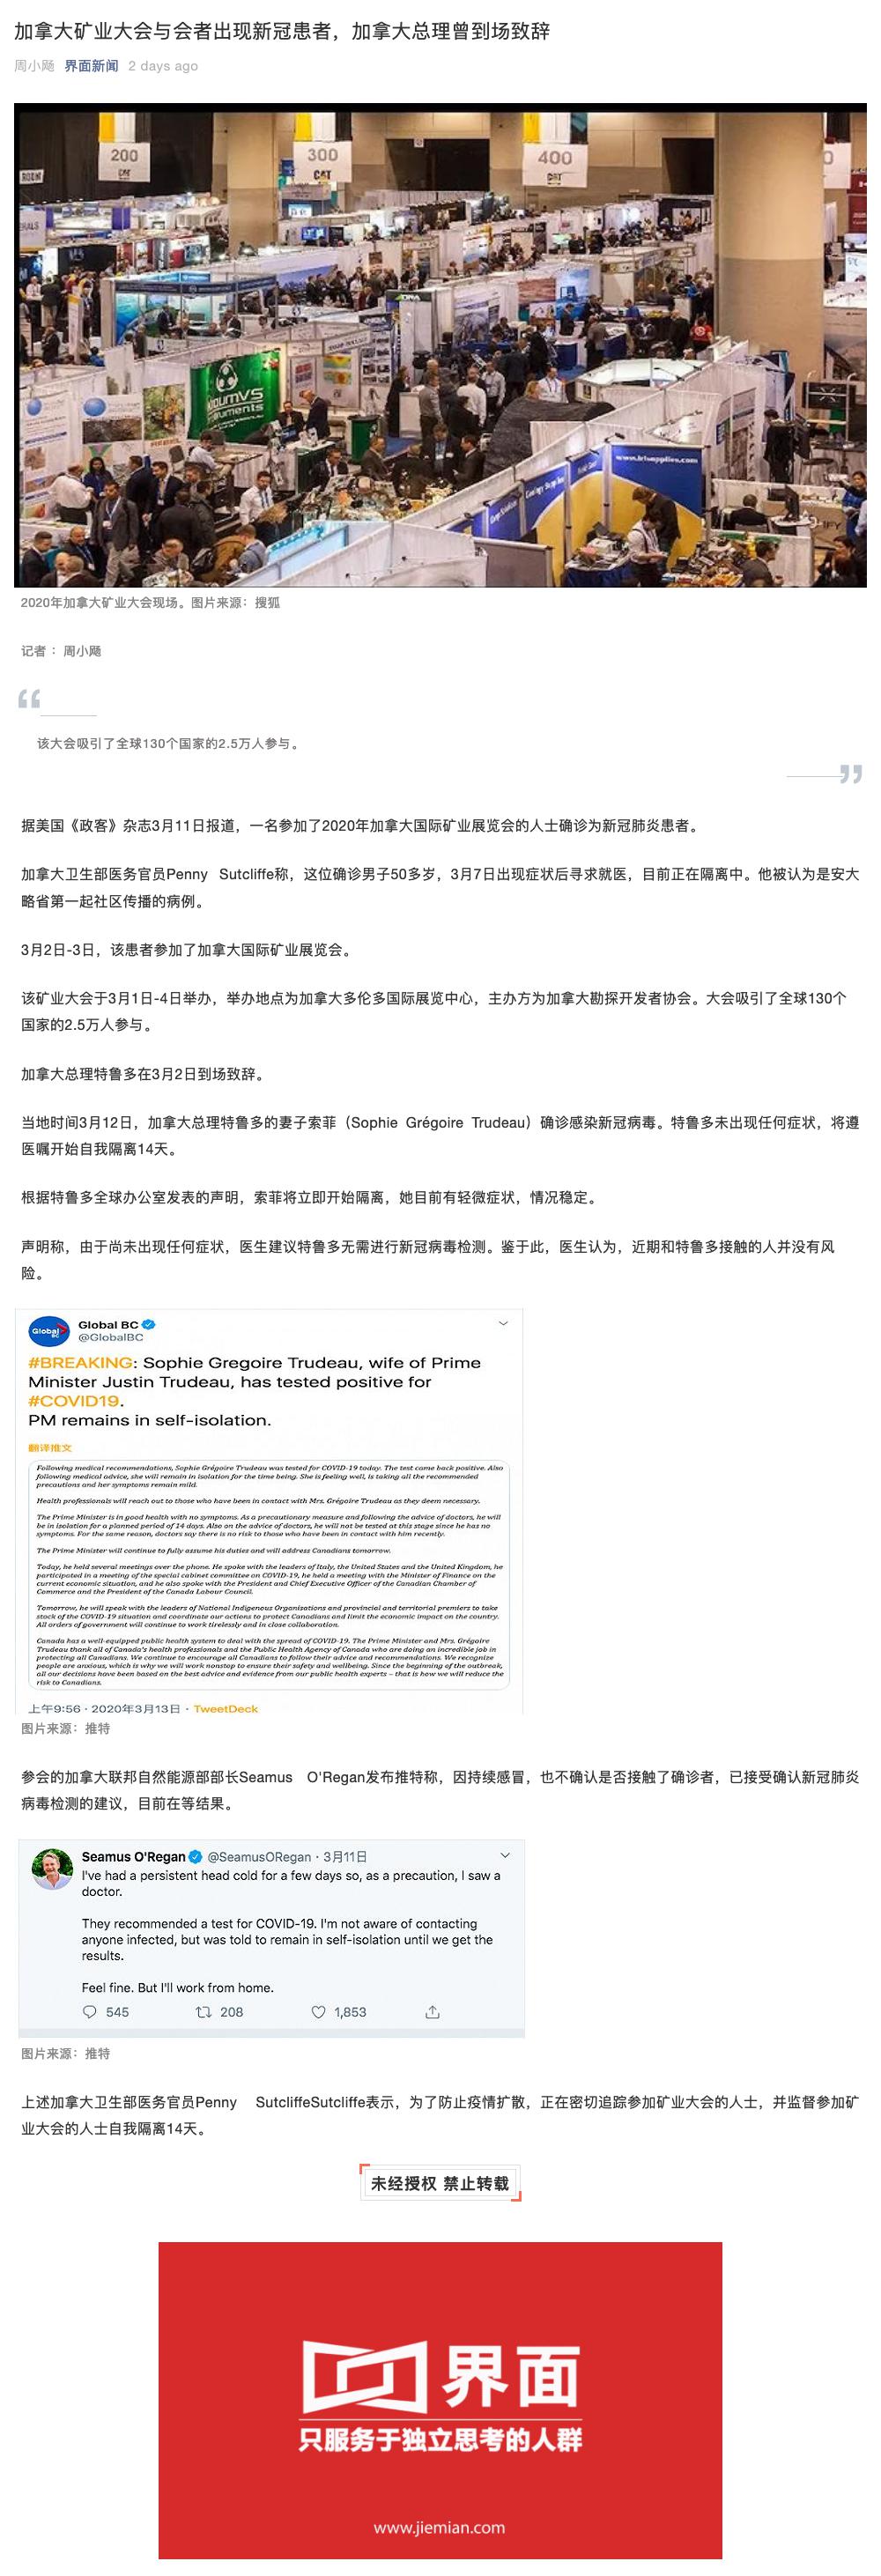 加拿大矿业大会与会者出现新冠患者，加拿大总理曾到场致辞
周小颺 界面新闻 2 days ago
200
300
400
CAT
CAT
www.irisupplies.com
2020年加拿大矿业大会现场。图片来源：搜狐
记者 ：周小颺
“
该大会吸引了全球130个国家的2.5万人参与。
”
据美国《政客》杂志3月11日报道，一名参加了2020年加拿大国际矿业展览会的人士确诊为新冠肺炎患者。
加拿大卫生部医务官员Penny Sutcliffe称，这位确诊男子50多岁，3月7日出现症状后寻求就医，目前正在隔离中。他被认为是安大
略省第一起社区传播的病例。
3月2日-3日，该患者参加了加拿大国际矿业展览会。
该矿业大会于3月1日-4日举办，举办地点为加拿大多伦多国际展览中心，主办方为加拿大勘探开发者协会。大会吸引了全球130个
国家的2.5万人参与。
加拿大总理特鲁多在3月2日到场致辞。
当地时间3月12日，加拿大总理特鲁多的妻子索菲（Sophie Grégoire Trudeau）确诊感染新冠病毒。特鲁多未出现任何症状，将遵
医嘱开始自我隔离14天。
根据特鲁多全球办公室发表的声明，索菲将立即开始隔离，她目前有轻微症状，情况稳定。
声明称，由于尚未出现任何症状，医生建议特鲁多无需进行新冠病毒检测。鉴于此，医生认为，近期和特鲁多接触的人并没有风
险。
Global BC
Global BC
@GlobalBC
#BREAKING: Sophie Gregoire Trudeau, wife of Prime
Minister Justin Trudeau, has tested positive for
#COVID19.
PM remains in self-isolation.
翻译推文
Following medical recommendations, Sophie Grégoire Trudeau was tested for COVID-19 today. The test came back positive. Also
following medical advice, she will remain in isolation for the time being. She is feeling well, is taking all the recommended
precautions and her symptoms remain mild.
Health professionals will reach out to those who have been in contact with Mrs. Grégoire Trudeau as they deem necessary.
The Prime Minister is in good health with no symptoms. As a precautionary measure and following the advice of doctors, he will
be in isolation for a planned period of 14 days. Also on the advice of doctors, he will not be tested at this stage since he has no
symptoms. For the same reason, doctors say there is no risk to those who have been in contact with him recently.
The Prime Minister will continue to fully assume his duties and will address Canadians tomorrow.
Today, he held several meetings over the phone. He spoke with the leaders of Italy, the United States and the United Kingdom, he
participated in a meeting of the special cabinet committee on COVID-19, he held a meeting with the Minister of Finance on the
current economic situation, and he also spoke with the President and Chief Executive Officer of the Canadian Chamber of
Commerce and the President of the Canada Labour Council.
Tomorrow, he will speak with the leaders of National Indigenous Organisations and provincial and territorial premiers to take
stock of the COVID-19 situation and coordinate our actions to protect Canadians and limit the economic impact on the country.
All orders of government will continue to work tirelessly and in close collaboration.
Canada has a well-equipped public health system to deal with the spread of COVID-19. The Prime Minister and Mrs. Grégoire
Trudeau thank all of Canada's health professionals and the Public Health Agency of Canada who are doing an incredible job in
protecting all Canadians. We continue to encourage all Canadians to follow their advice and recommendations. We recognize
people are anxious, which is why we will work nonstop to ensure their safety and wellbeing. Since the beginning of the outbreak,
all our decisions have been based on the best advice and evidence from our public health experts – that is how we will reduce the
risk to Canadians.
上午9:56 · 2020年3月13日 · TweetDeck
图片来源：推特
参会的加拿大联邦自然能源部部长Seamus O'Regan发布推特称，因持续感冒，也不确认是否接触了确诊者，已接受确认新冠肺炎
病毒检测的建议，目前在等结果。
Seamus O'Regan @SeamusORegan · 3月11日
I've had a persistent head cold for a few days so, as a precaution, I saw a
doctor.
They recommended a test for COVID-19. I'm not aware of contacting
anyone infected, but was told to remain in self-isolation until we get the
results.
Feel fine. But I'll work from home.
545 208 1,853
图片来源：推特
上述加拿大卫生部医务官员Penny SutcliffeSutcliffe表示，为了防止疫情扩散，正在密切追踪参加矿业大会的人士，并监督参加矿
业大会的人士自我隔离14天。
未经授权 禁止转载
界面
只服务于独立思考的人群
www.jiemian.com